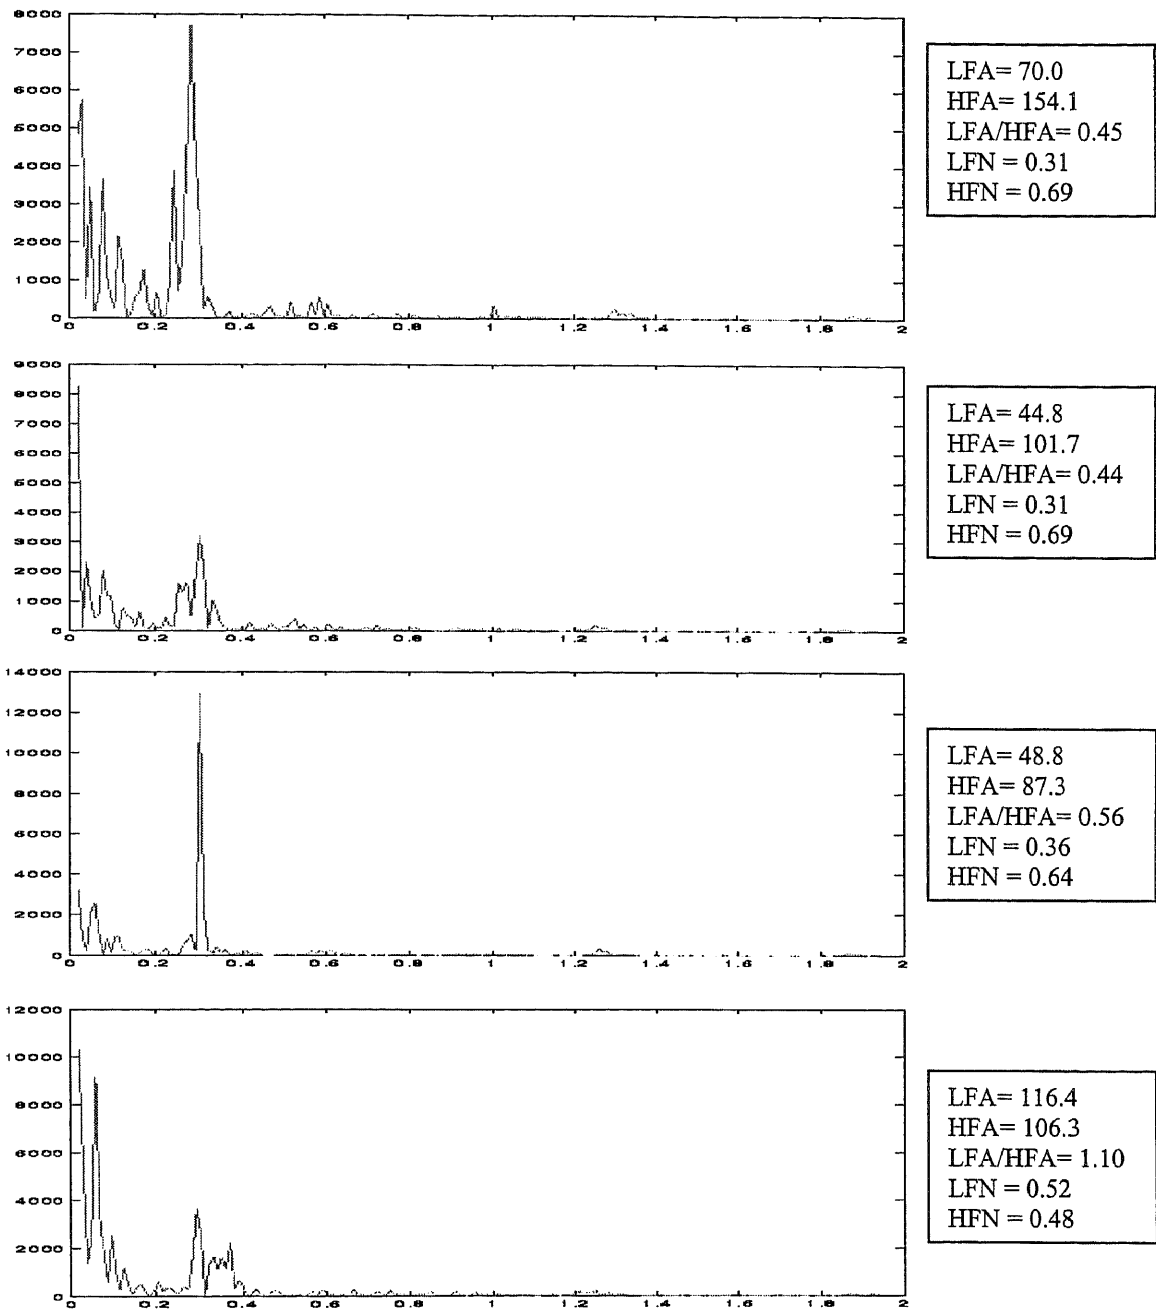 8000
7000
6000
5000
4000
3000
2000
1000
0
0 0.2 0.4 0.6 0.8 1 1.2 1.4 1.6 1.8 2
LFA= 70.0
HFA= 154.1
LFA/HFA= 0.45
LFN = 0.31
HFN = 0.69
9000
8000
7000
6000
5000
4000
3000
2000
1000
0
0 0.2 0.4 0.6 0.8 1 1.2 1.4 1.6 1.8 2
LFA= 44.8
HFA= 101.7
LFA/HFA= 0.44
LFN = 0.31
HFN = 0.69
14000
12000
10000
8000
6000
4000
2000
0
0 0.2 0.4 0.6 0.8 1 1.2 1.4 1.6 1.8 2
LFA= 48.8
HFA= 87.3
LFA/HFA= 0.56
LFN = 0.36
HFN = 0.64
12000
10000
8000
6000
4000
2000
0
0 0.2 0.4 0.6 0.8 1 1.2 1.4 1.6 1.8 2
LFA= 116.4
HFA= 106.3
LFA/HFA= 1.10
LFN = 0.52
HFN = 0.48